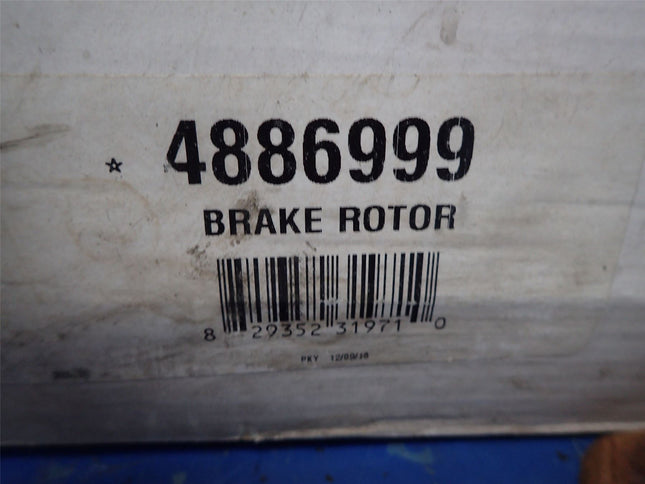 ☆ 4886999
BRAKE ROTOR
8 29352 31971 0
PKY 12/09/16